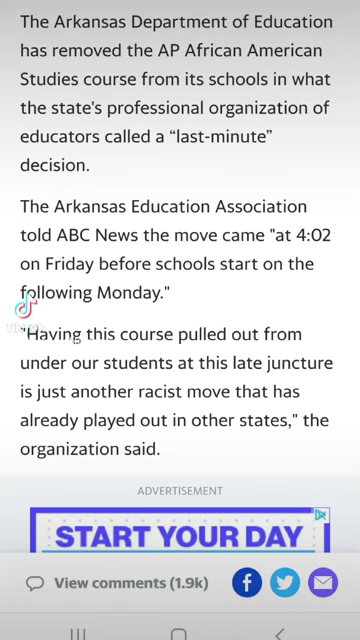 The Arkansas Department of Education
has removed the AP African American
Studies course from its schools in what
the state's professional organization of
educators called a “last-minute”
decision.
The Arkansas Education Association
told ABC News the move came "at 4:02
on Friday before schools start on the
following Monday."
"Having this course pulled out from
under our students at this late juncture
is just another racist move that has
already played out in other states," the
organization said.
ADVERTISEMENT
START YOUR DAY
View comments (1.9k)